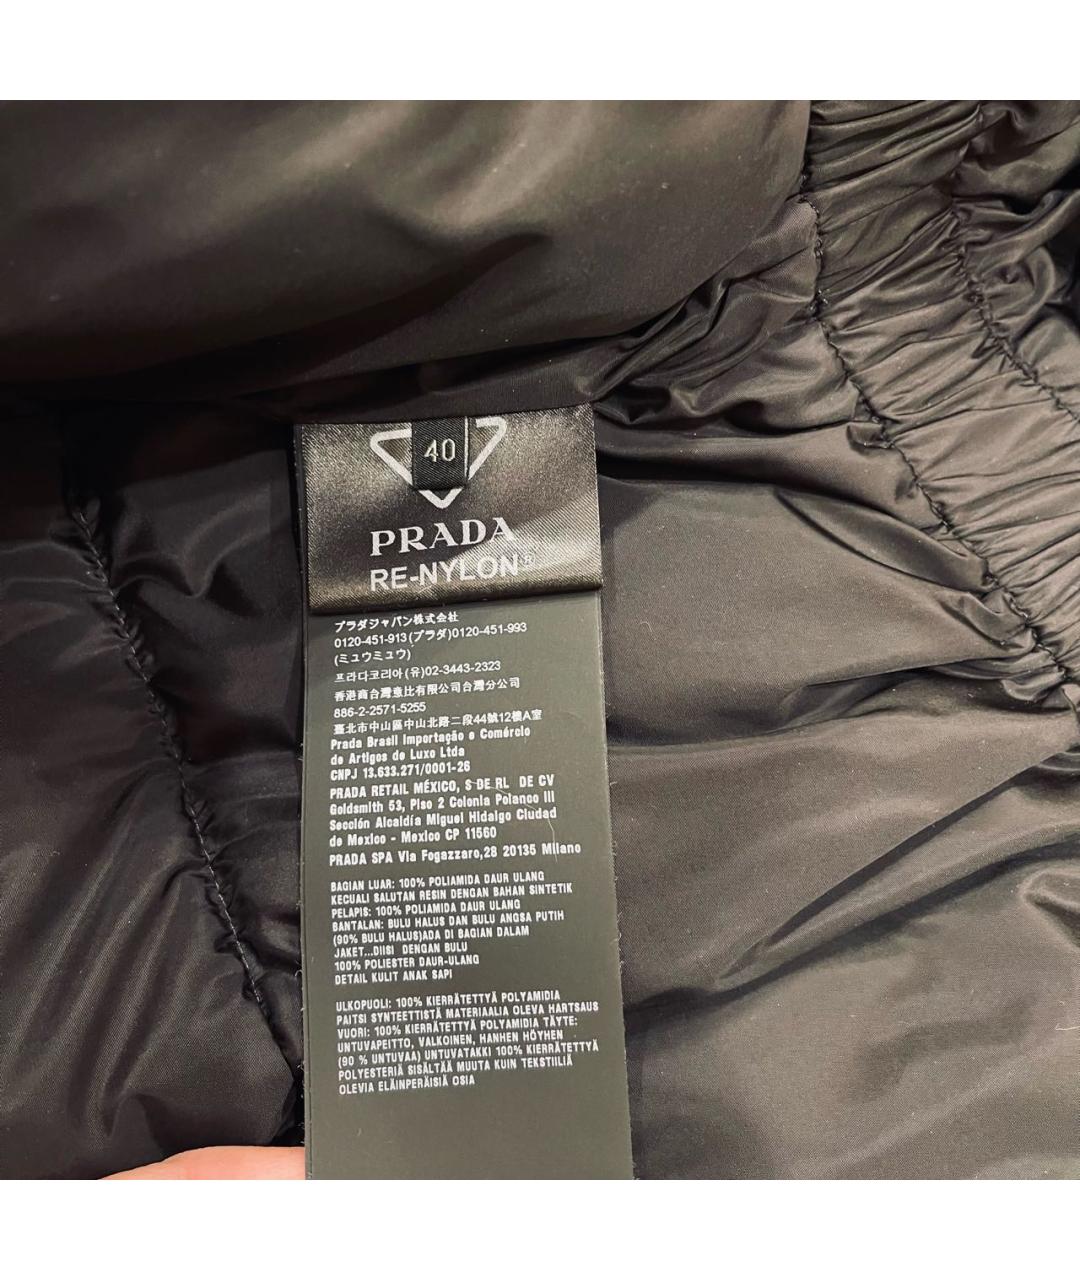 40
PRADA
RE-NYLON®
プラダジャパン株式会社
0120-451-913(プラダ)0120-451-993
(ミュウミュウ)
프라다코리아(유)02-3443-2323
香港商台灣意比有限公司台灣分公司
886-2-2571-5255
臺北市中山區中山北路二段44號12樓A室
Prada Brasil Importação e Comércio
de Artigos de Luxo Ltda
CNPJ 13.633.271/0001-26
PRADA RETAIL MÉXICO, S DE RL DE CV
Goldsmith 53, Piso 2 Colonia Polanco III
Sección Alcaldía Miguel Hidalgo Ciudad
de Mexico - Mexico CP 11560
PRADA SPA Via Fogazzaro,28 20135 Milano
BAGIAN LUAR: 100% POLIAMIDA DAUR ULANG
KECUALI SALUTAN RESIN DENGAN BAHAN SINTETIK
PELAPIS: 100% POLIAMIDA DAUR ULANG
BANTALAN: BULU HALUS DAN BULU ANGSA PUTIH
(90% BULU HALUS)ADA DI BAGIAN DALAM
JAKET...DIISI DENGAN BULU
100% POLIESTER DAUR-ULANG
DETAIL KULIT ANAK SAPI
ULKOPUOLI: 100% KIERRÄTETTYÄ POLYAMIDIA
PAITSI SYNTEETTISTÄ MATERIAALIA OLEVA HARTSAUS
VUORI: 100% KIERRÄTETTYÄ POLYAMIDIA TÄYTE:
UNTUVAPEITTO, VALKOINEN, HANHEN HÖYHEN
(90 % UNTUVAA) UNTUVATAKKI 100% KIERRÄTETTYÄ
POLYESTERIÄ SISÄLTÄÄ MUUTA KUIN TEKSTIILIÄ
OLEVIA ELÄINPERÄISIÄ OSIA